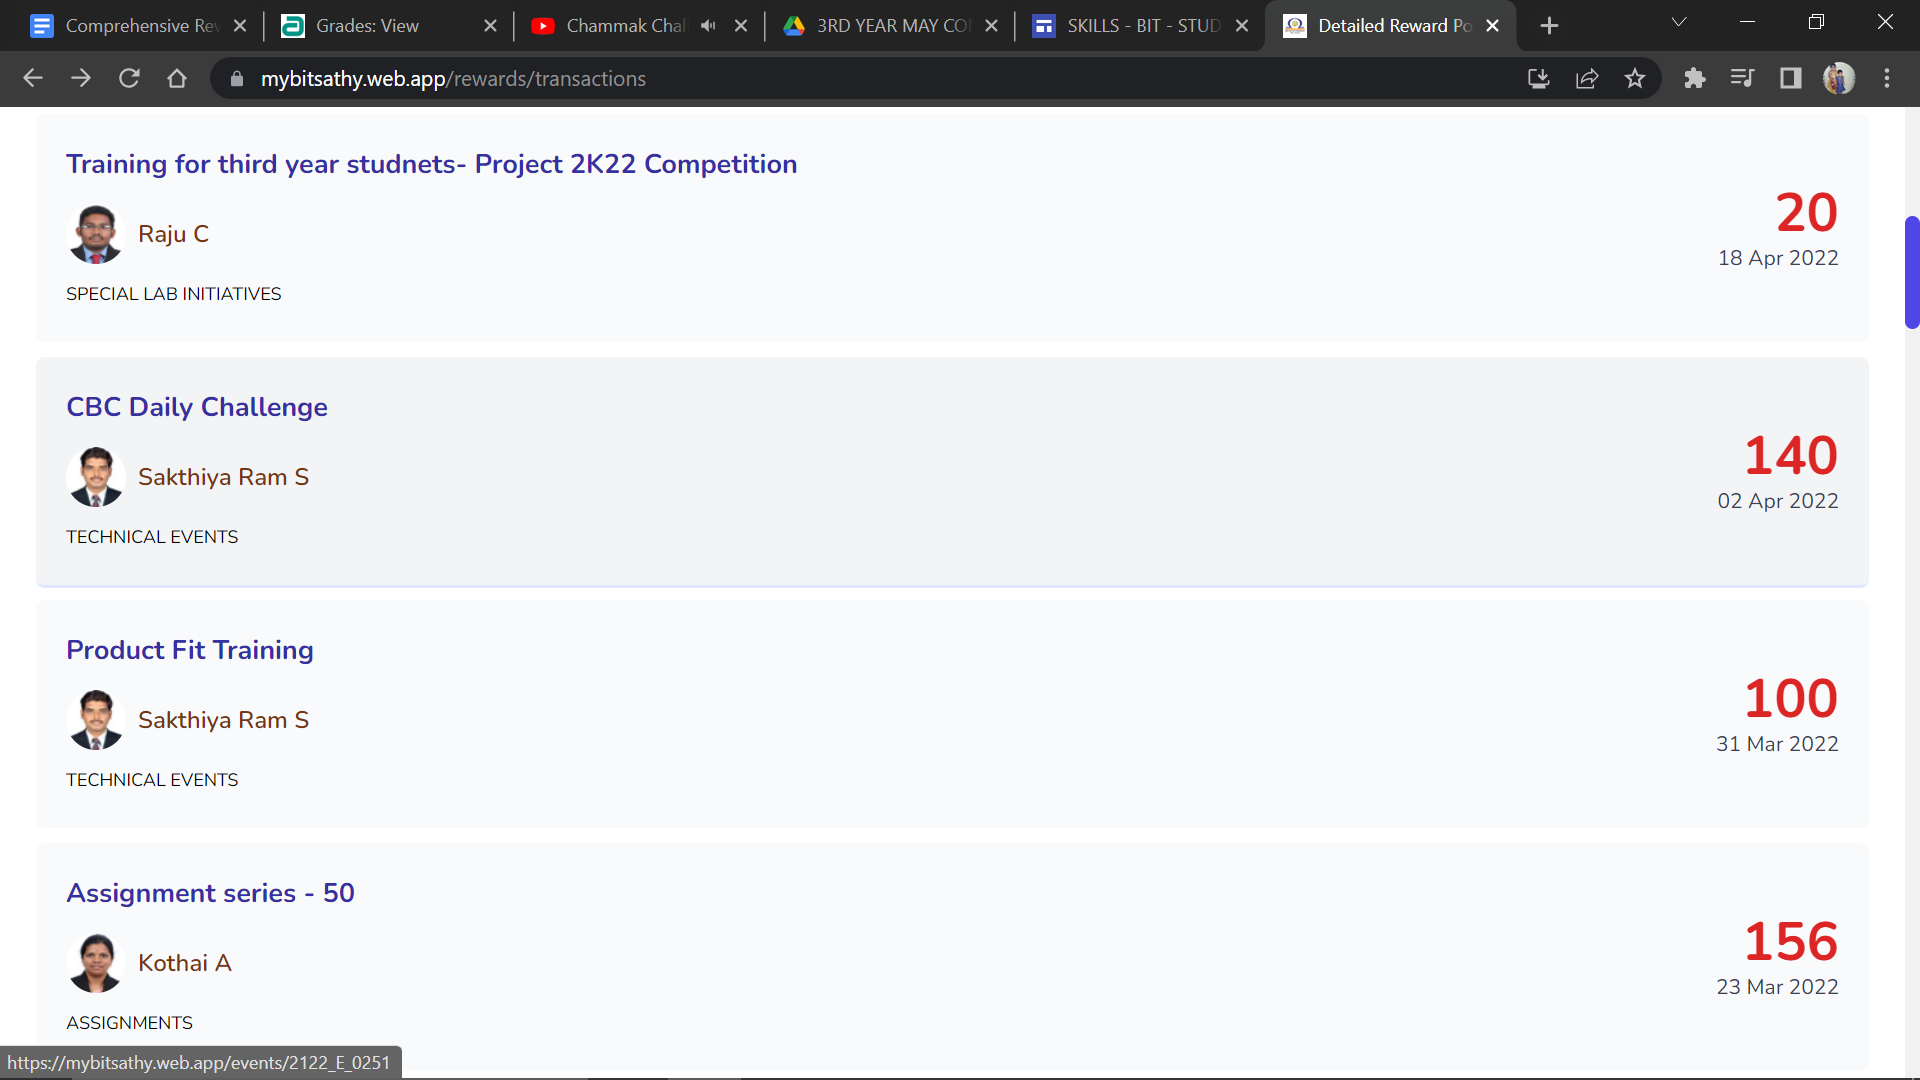 Comprehensive Rev
Grades: View
Chammak Chal
3RD YEAR MAY CO
SKILLS - BIT - STUD
Detailed Reward Po
mybitsathy.web.app/rewards/transactions
Training for third year studnets- Project 2K22 Competition
Raju C
SPECIAL LAB INITIATIVES
20
18 Apr 2022
CBC Daily Challenge
Sakthiya Ram S
TECHNICAL EVENTS
140
02 Apr 2022
Product Fit Training
Sakthiya Ram S
TECHNICAL EVENTS
100
31 Mar 2022
Assignment series - 50
Kothai A
ASSIGNMENTS
156
23 Mar 2022
https://mybitsathy.web.app/events/2122_E_0251